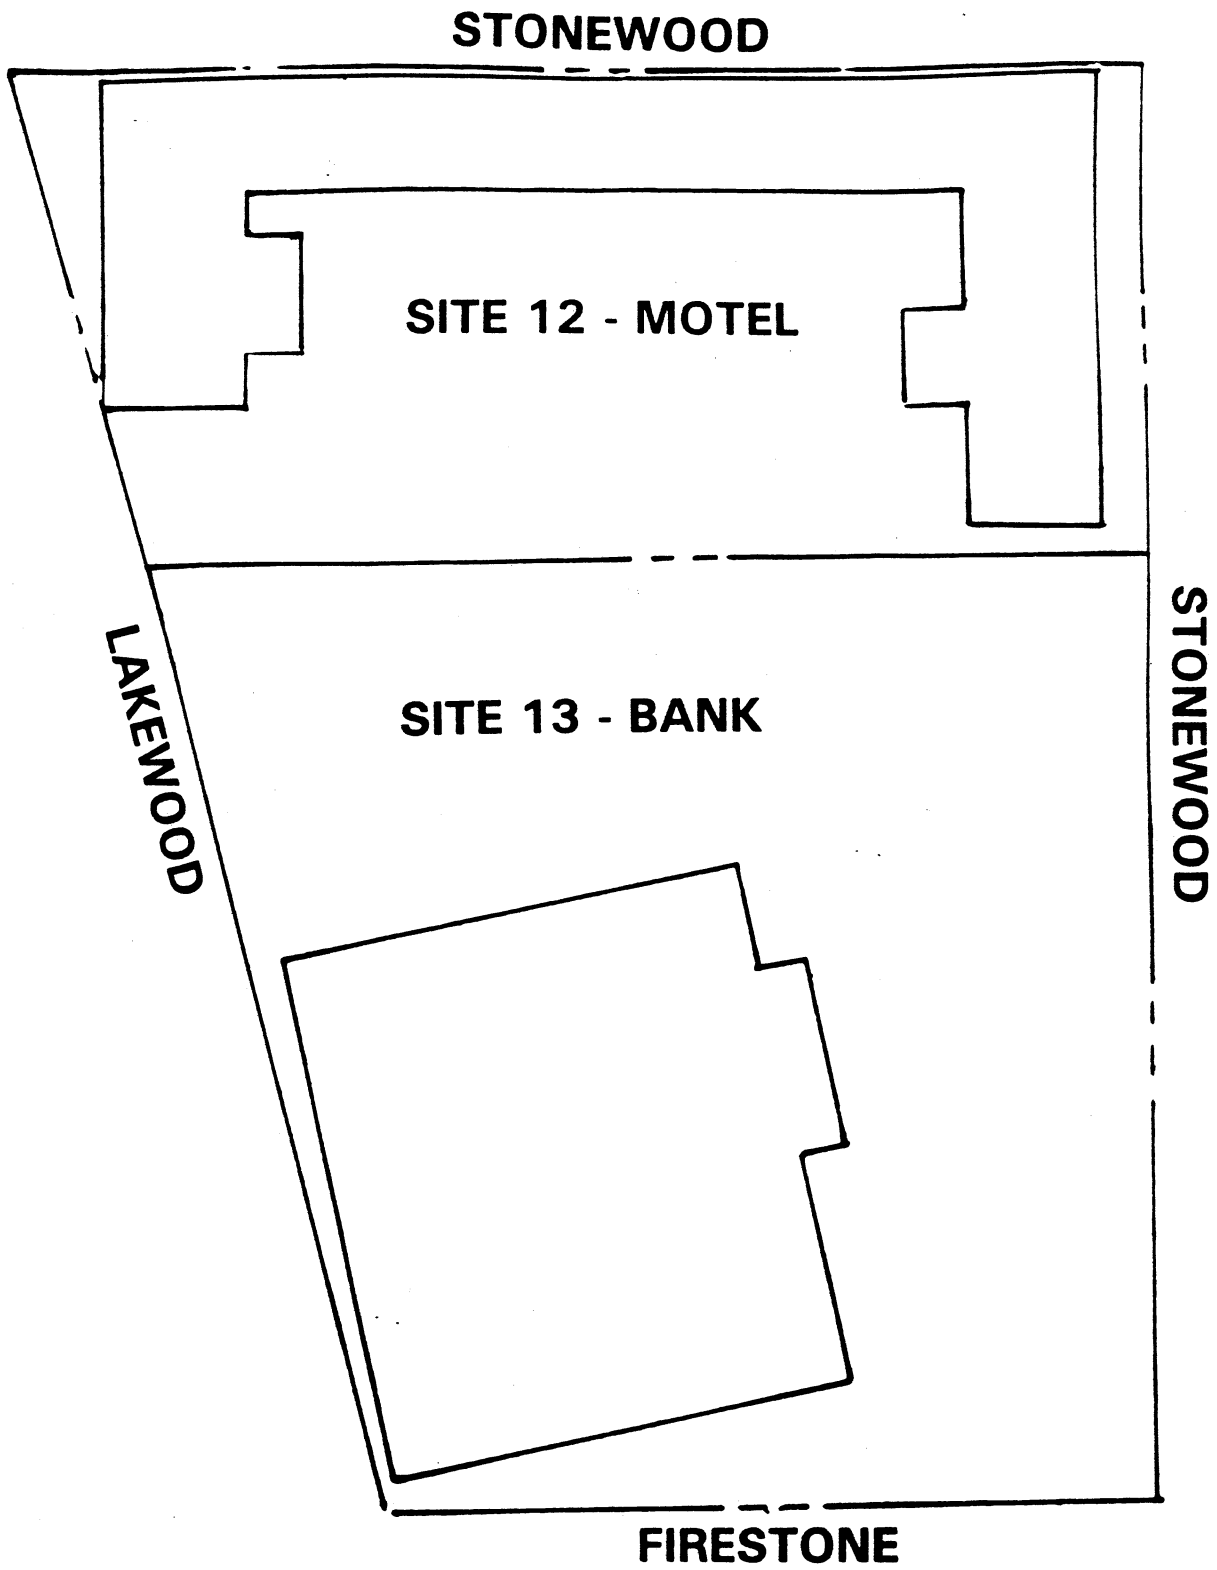 STONEWOOD
SITE 12 - MOTEL
STONEWOOD
LAKEWOOD
SITE 13 - BANK
FIRESTONE